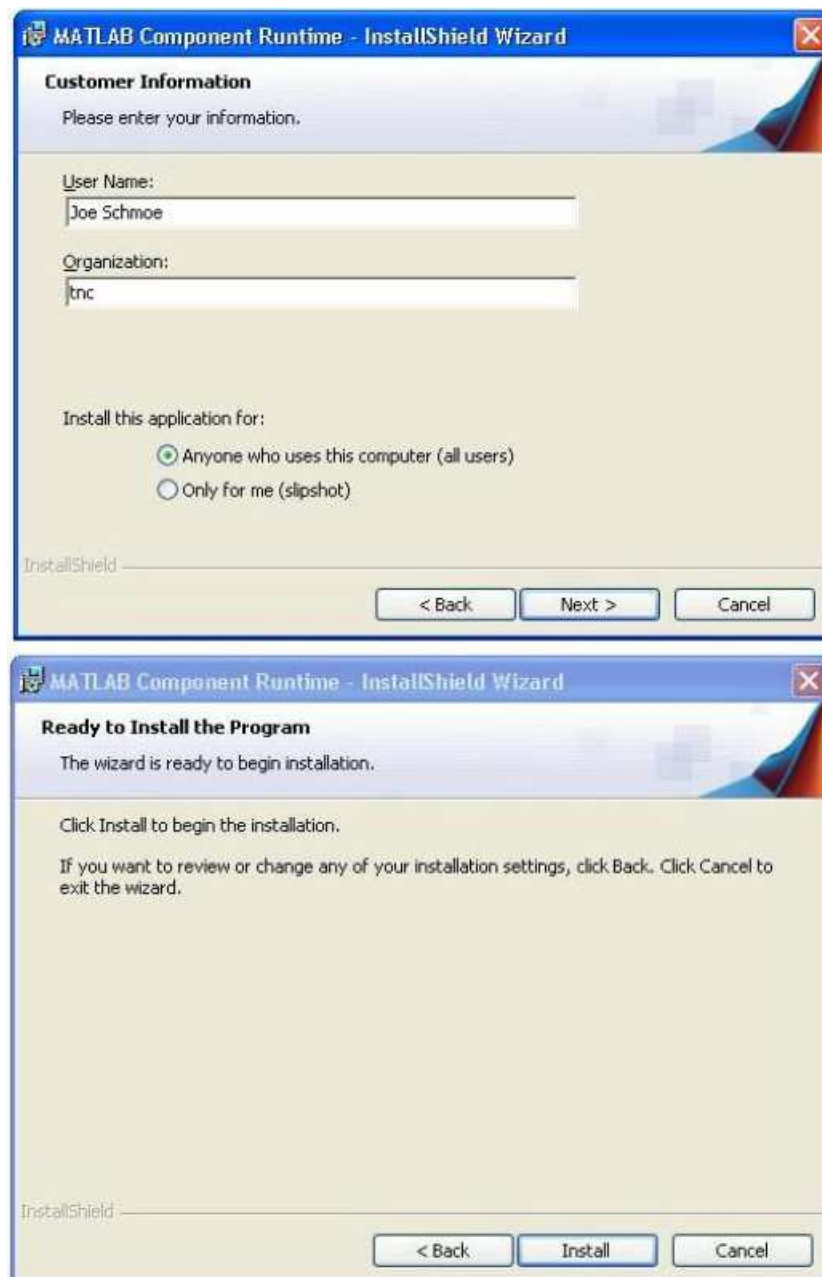 MATLAB Component Runtime - InstallShield Wizard
Customer Information
Please enter your information.
User Name:
Joe Schmoe
Organization:
tnc
Install this application for:
Anyone who uses this computer (all users)
Only for me (slipshot)
InstallShield
< Back
Next >
Cancel
MATLAB Component Runtime - InstallShield Wizard
Ready to Install the Program
The wizard is ready to begin installation.
Click Install to begin the installation.
If you want to review or change any of your installation settings, click Back. Click Cancel to
exit the wizard.
InstallShield
< Back
Install
Cancel